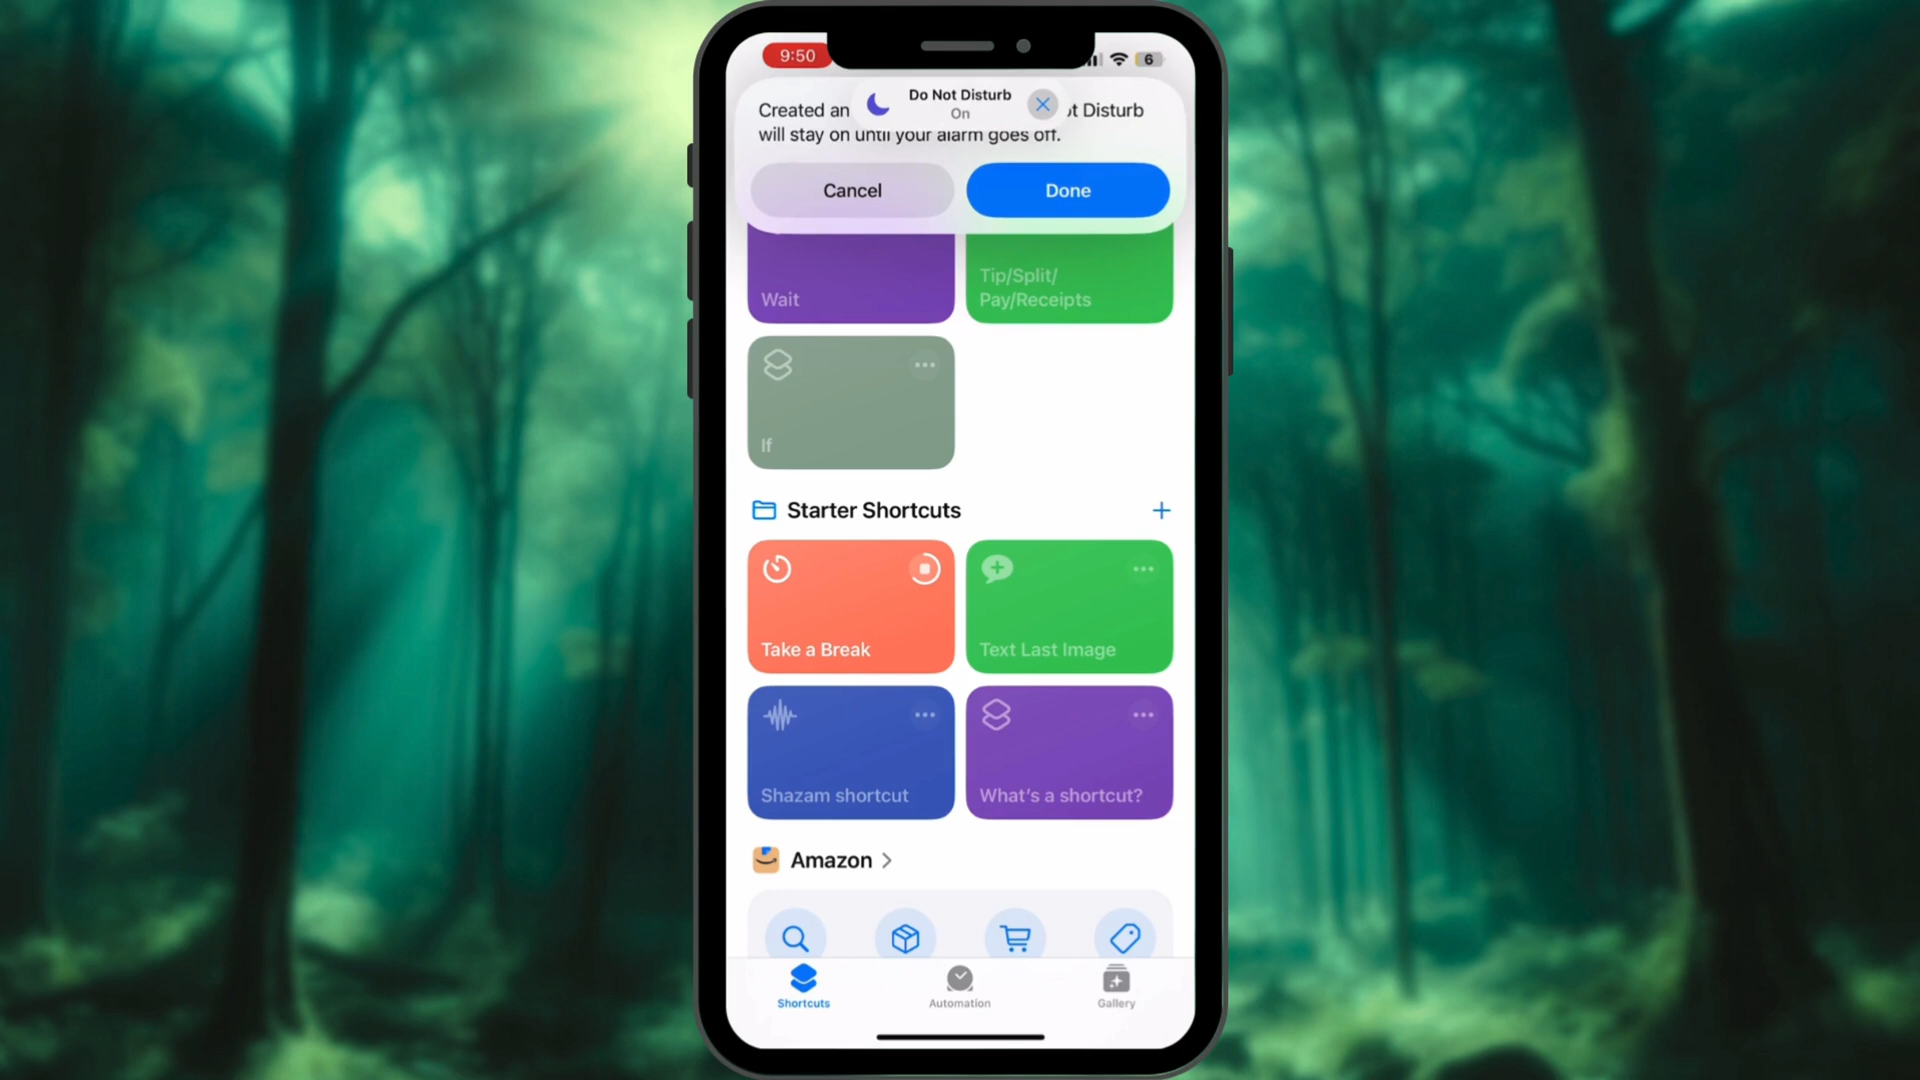 9:50
6
Do Not Disturb
On
Created an
ot Disturb
will stay on until your alarm goes off.
Cancel
Done
Wait
Tip/Split/
Pay/Receipts
If
Starter Shortcuts
Take a Break
Text Last Image
Shazam shortcut
What's a shortcut?
Amazon
Shortcuts
Automation
Gallery